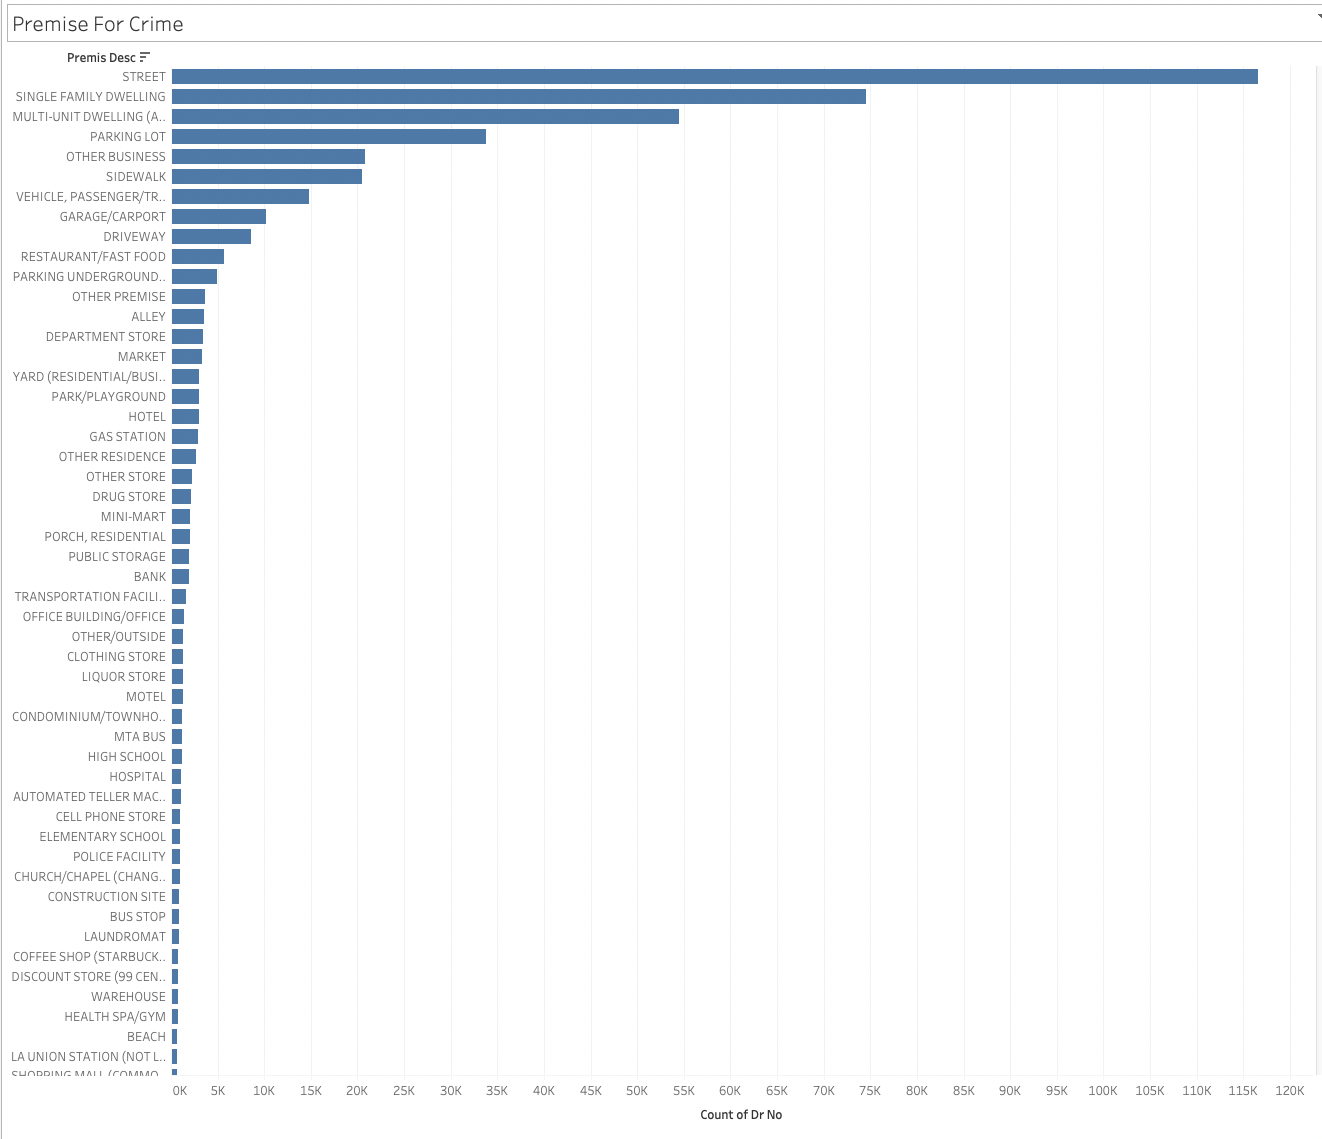 Premise For Crime
Premis Desc
STREET
SINGLE FAMILY DWELLING
MULTI-UNIT DWELLING (A..
PARKING LOT
OTHER BUSINESS
SIDEWALK
VEHICLE, PASSENGER/TR..
GARAGE/CARPORT
DRIVEWAY
RESTAURANT/FAST FOOD
PARKING UNDERGROUND..
OTHER PREMISE
ALLEY
DEPARTMENT STORE
MARKET
YARD (RESIDENTIAL/BUSI..
PARK/PLAYGROUND
HOTEL
GAS STATION
OTHER RESIDENCE
OTHER STORE
DRUG STORE
MINI-MART
PORCH, RESIDENTIAL
PUBLIC STORAGE
BANK
TRANSPORTATION FACILI..
OFFICE BUILDING/OFFICE
OTHER/OUTSIDE
CLOTHING STORE
LIQUOR STORE
MOTEL
CONDOMINIUM/TOWNHO..
MTA BUS
HIGH SCHOOL
HOSPITAL
AUTOMATED TELLER MAC..
CELL PHONE STORE
ELEMENTARY SCHOOL
POLICE FACILITY
CHURCH/CHAPEL (CHANG..
CONSTRUCTION SITE
BUS STOP
LAUNDROMAT
COFFEE SHOP (STARBUCK..
DISCOUNT STORE (99 CEN..
WAREHOUSE
HEALTH SPA/GYM
BEACH
LA UNION STATION (NOT L..
SHOPPING MALL (COMMO..
0K 5K 10K 15K 20K 25K 30K 35K 40K 45K 50K 55K 60K 65K 70K 75K 80K 85K 90K 95K 100K 105K 110K 115K 120K
Count of Dr No